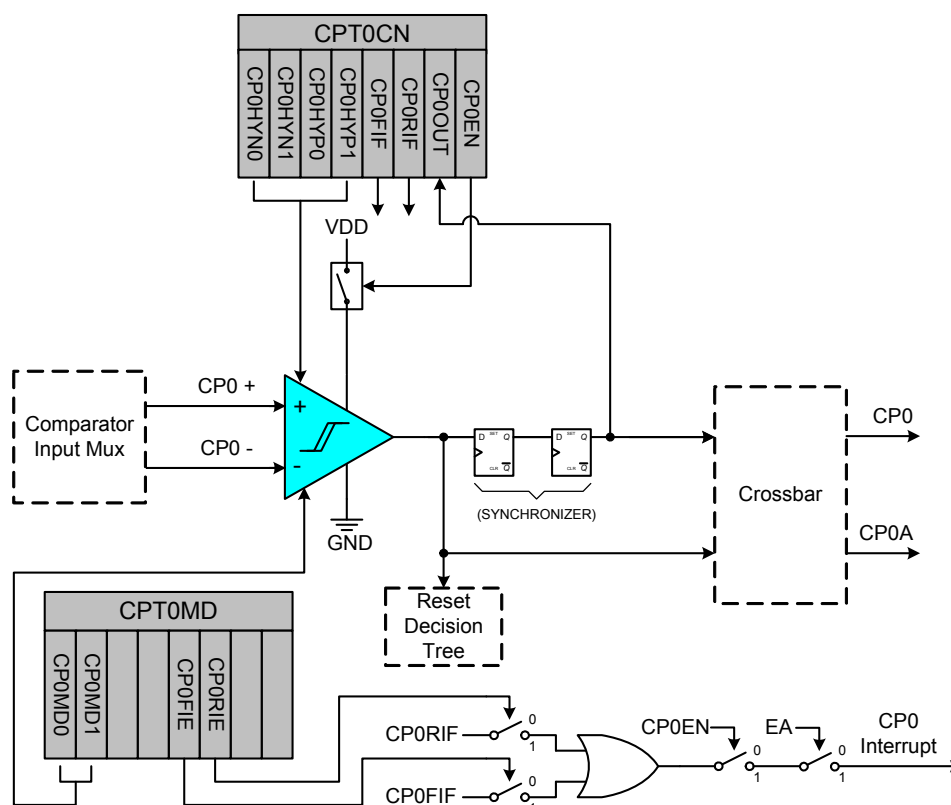 CPT0CN
CP0HYN0
CP0HYN1
CP0HYP0
CP0HYP1
CP0FIF
CP0RIF
CP0OUT
CP0EN
VDD
Comparator
Input Mux
CP0 +
CP0 -
+
-
GND
D
SET
Q
CLR
Q
D
SET
Q
CLR
Q
(SYNCHRONIZER)
Crossbar
CP0
CP0A
Reset
Decision
Tree
CPT0MD
CP0MD0
CP0MD1
CP0FIE
CP0RIE
CP0RIF
0
1
CP0FIF
0
1
CP0EN
0
1
EA
0
1
CP0
Interrupt